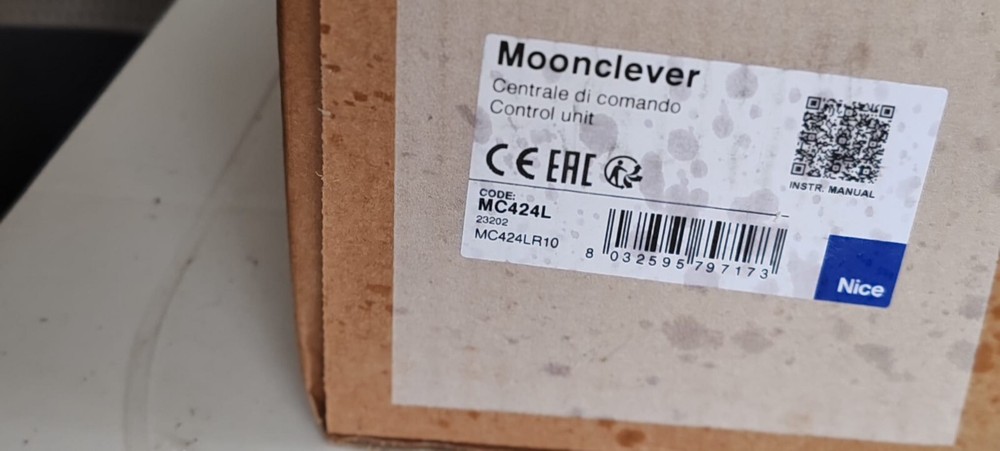 Moonclever
Centrale di comando
Control unit
CE EAC
INSTR. MANUAL
CODE:
MC424L
23202
MC424LR10
8 032595 797173
Nice